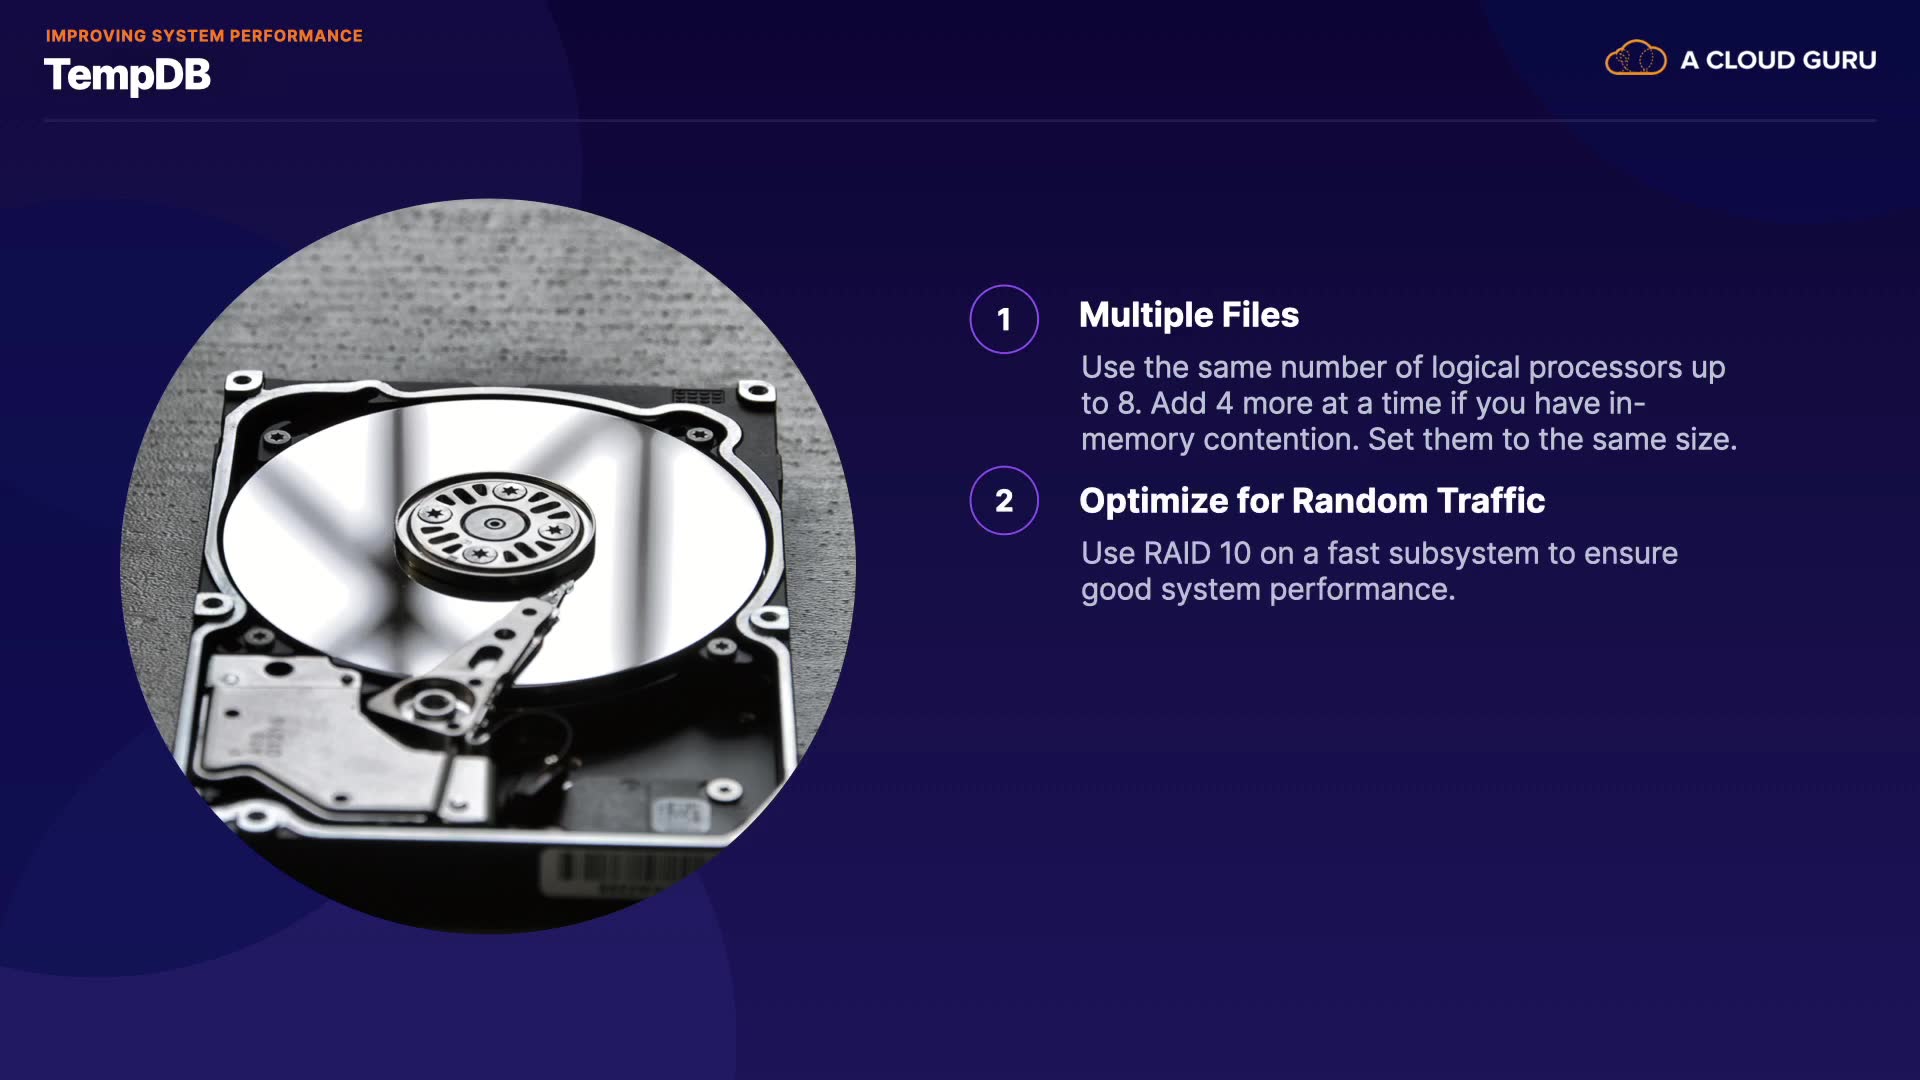 IMPROVING SYSTEM PERFORMANCE
TempDB
A CLOUD GURU
1
Multiple Files
Use the same number of logical processors up
to 8. Add 4 more at a time if you have in-
memory contention. Set them to the same size.
2
Optimize for Random Traffic
Use RAID 10 on a fast subsystem to ensure
good system performance.